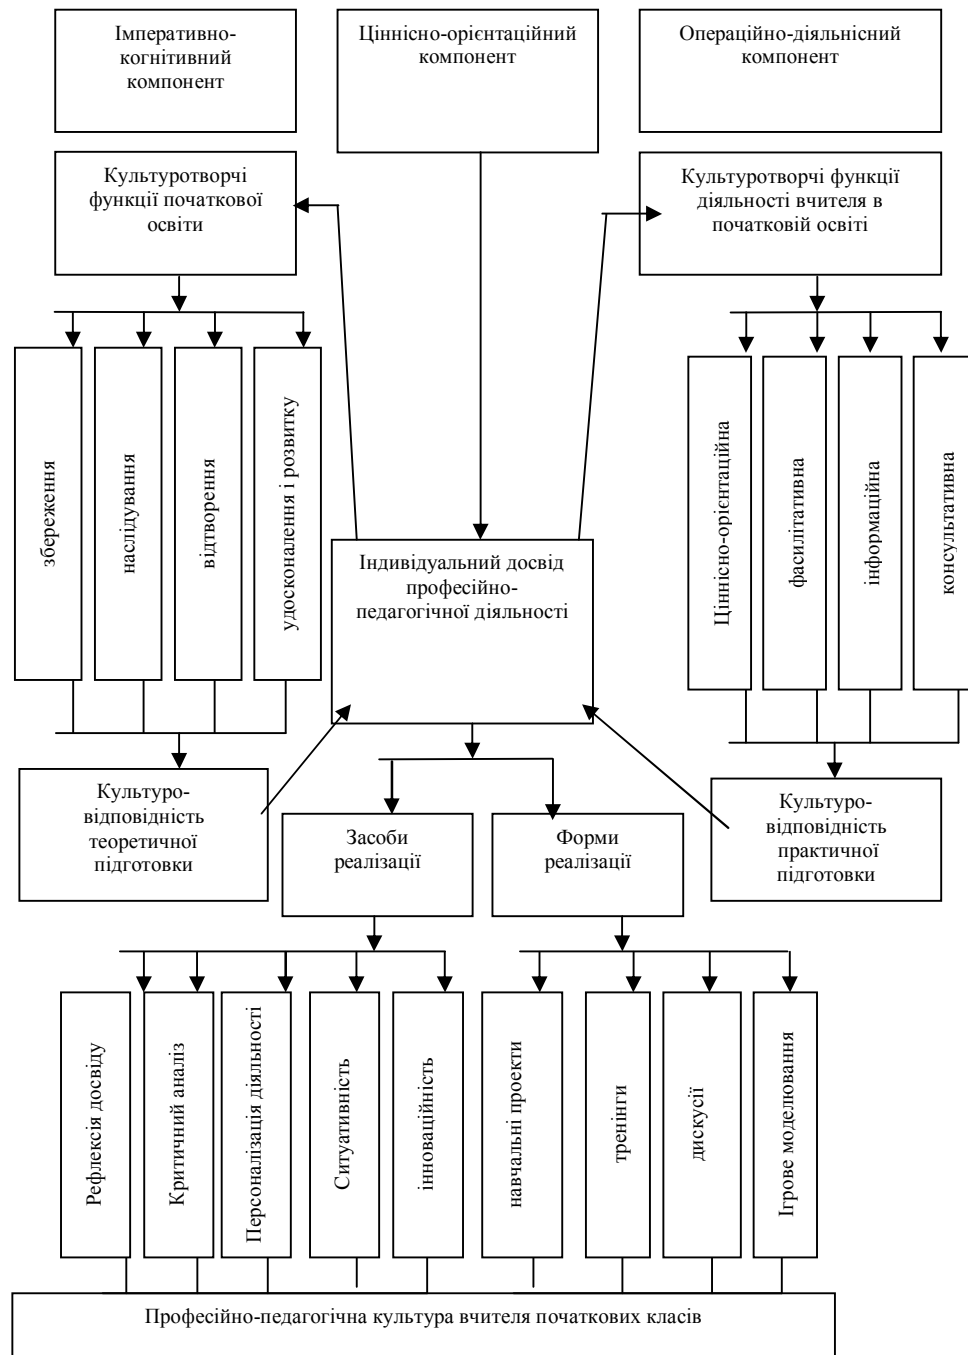 Імперативно-
когнітивний
компонент
Ціннісно-орієнтаційний
компонент
Операційно-діяльнісний
компонент
Культуротворчі
функції початкової
освіти
Культуротворчі функції
діяльності вчителя в
початковій освіті
збереження
наслідування
відтворення
удосконалення і розвитку
Індивідуальний досвід
професійно-
педагогічної діяльності
Ціннісно-орієнтаційна
фасилітативна
інформаційна
консультативна
Культуро-
відповідність
теоретичної
підготовки
Засоби
реалізації
Форми
реалізації
Культуро-
відповідність
практичної
підготовки
Рефлексія досвіду
Критичний аналіз
Персоналізація діяльності
Ситуативність
інноваційність
навчальні проекти
тренінги
дискусії
Ігрове моделювання
Професійно-педагогічна культура вчителя початкових класів